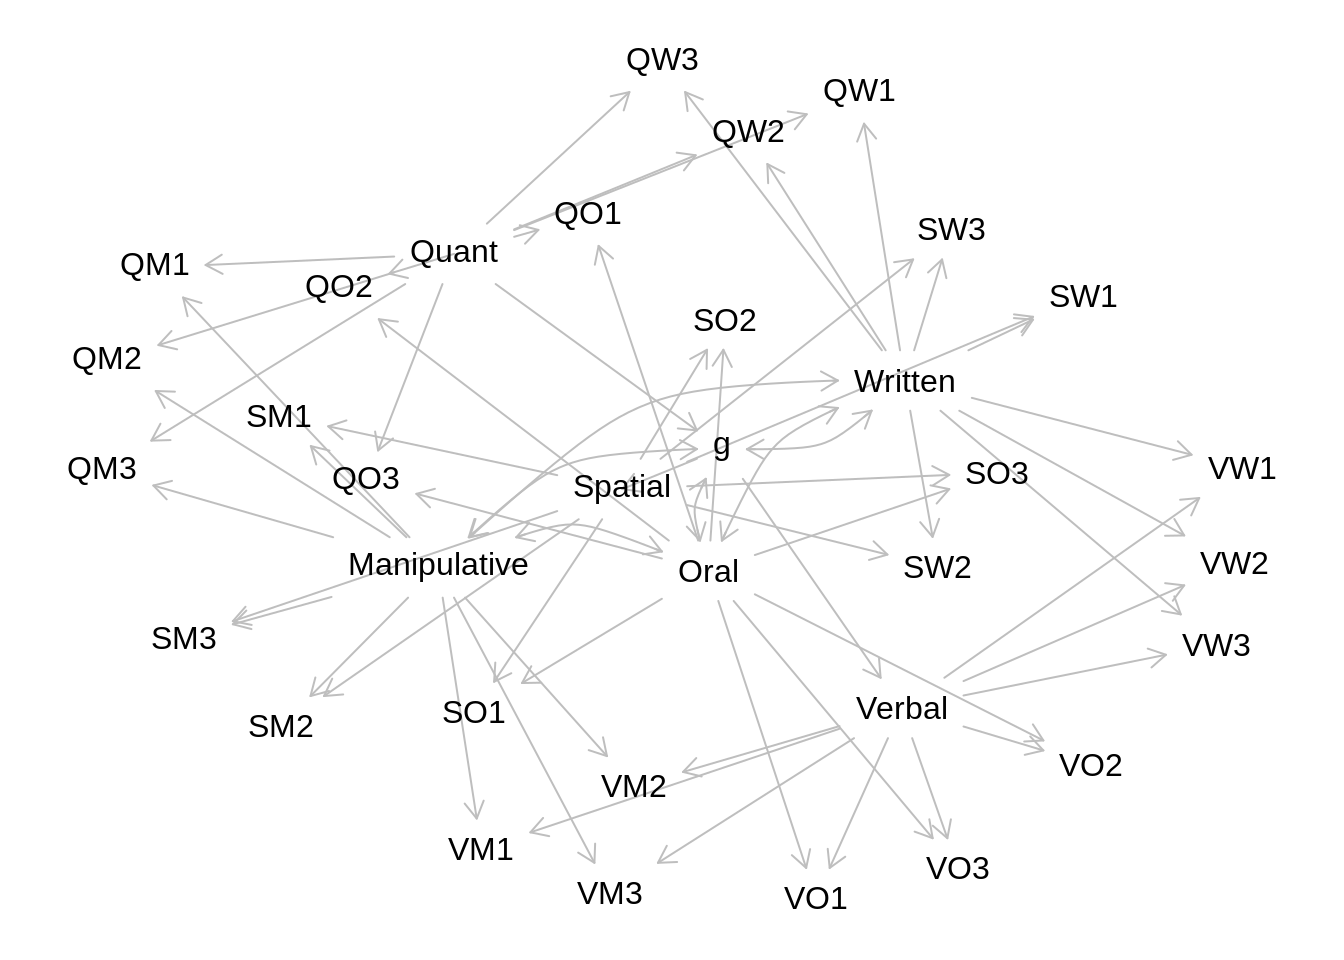 QW3
QW1
QW2
QO1
SW3
Quant
QM1
QO2
SW1
SO2
QM2
Written
SM1
g
QM3
VW1
SO3
QO3
Spatial
VW2
Manipulative
SW2
Oral
SM3
VW3
Verbal
SO1
SM2
VO2
VM2
VM1
VO3
VM3
VO1